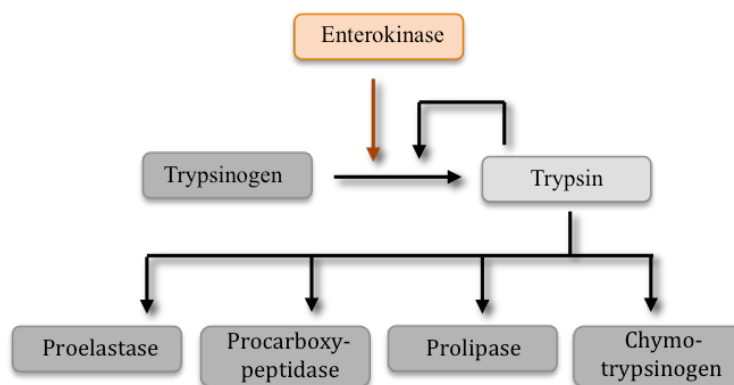 Enterokinase
Trypsinogen
Trypsin
Proelastase
Procarboxy-
peptidase
Prolipase
Chymo-
trypsinogen